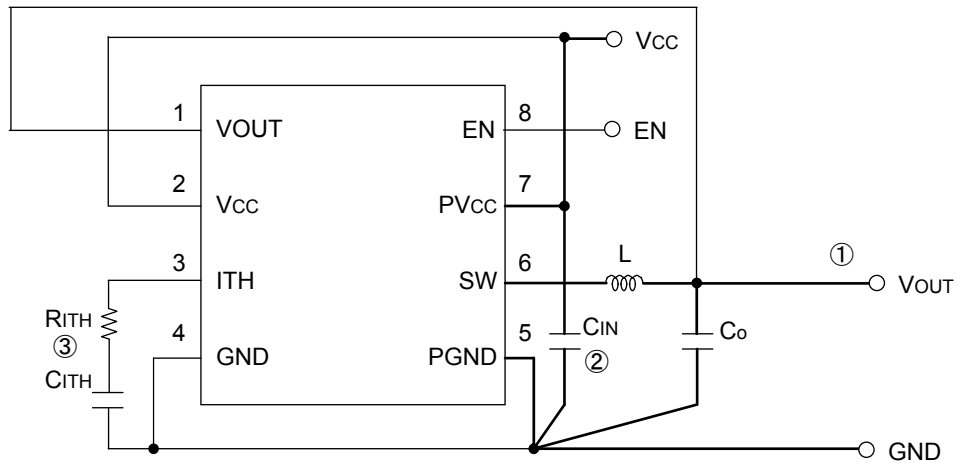 VCC
1
VOUT
EN
8
EN
2
VCC
PVCC
7
3
ITH
SW
6
L
①
VOUT
RITH
③
CITH
4
GND
PGND
5
CIN
②
Co
GND